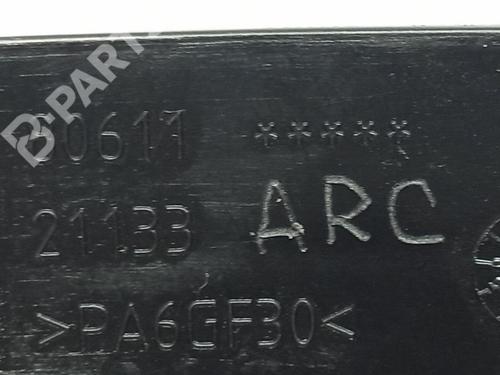 B-PARTS
30611 *****
21133 ARC
>PA6GF30<